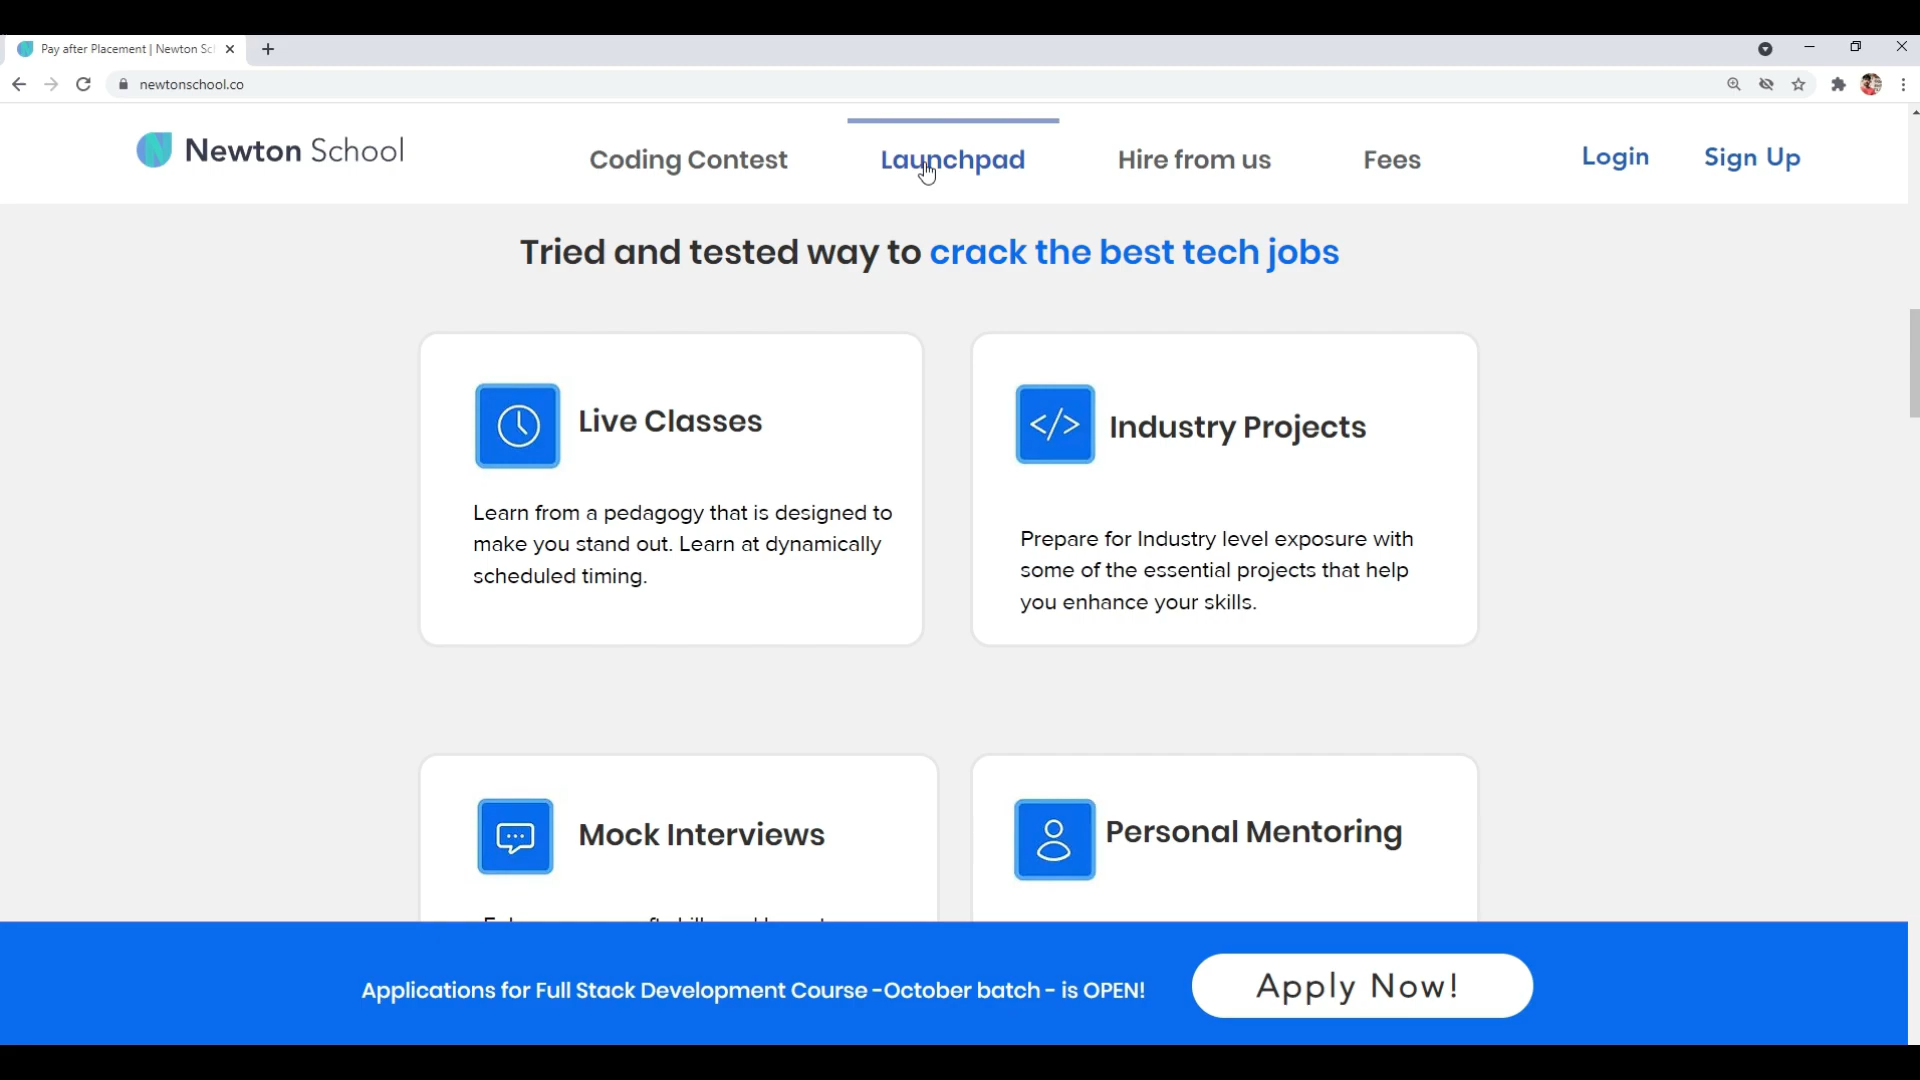 Pay after Placement | Newton Sc
newtonschool.co
Newton School
Coding Contest
Launchpad
Hire from us
Fees
Login
Sign Up
Tried and tested way to crack the best tech jobs
Live Classes
Learn from a pedagogy that is designed to
make you stand out. Learn at dynamically
scheduled timing.
Industry Projects
Prepare for Industry level exposure with
some of the essential projects that help
you enhance your skills.
Mock Interviews
Personal Mentoring
Applications for Full Stack Development Course -October batch - is OPEN!
Apply Now!